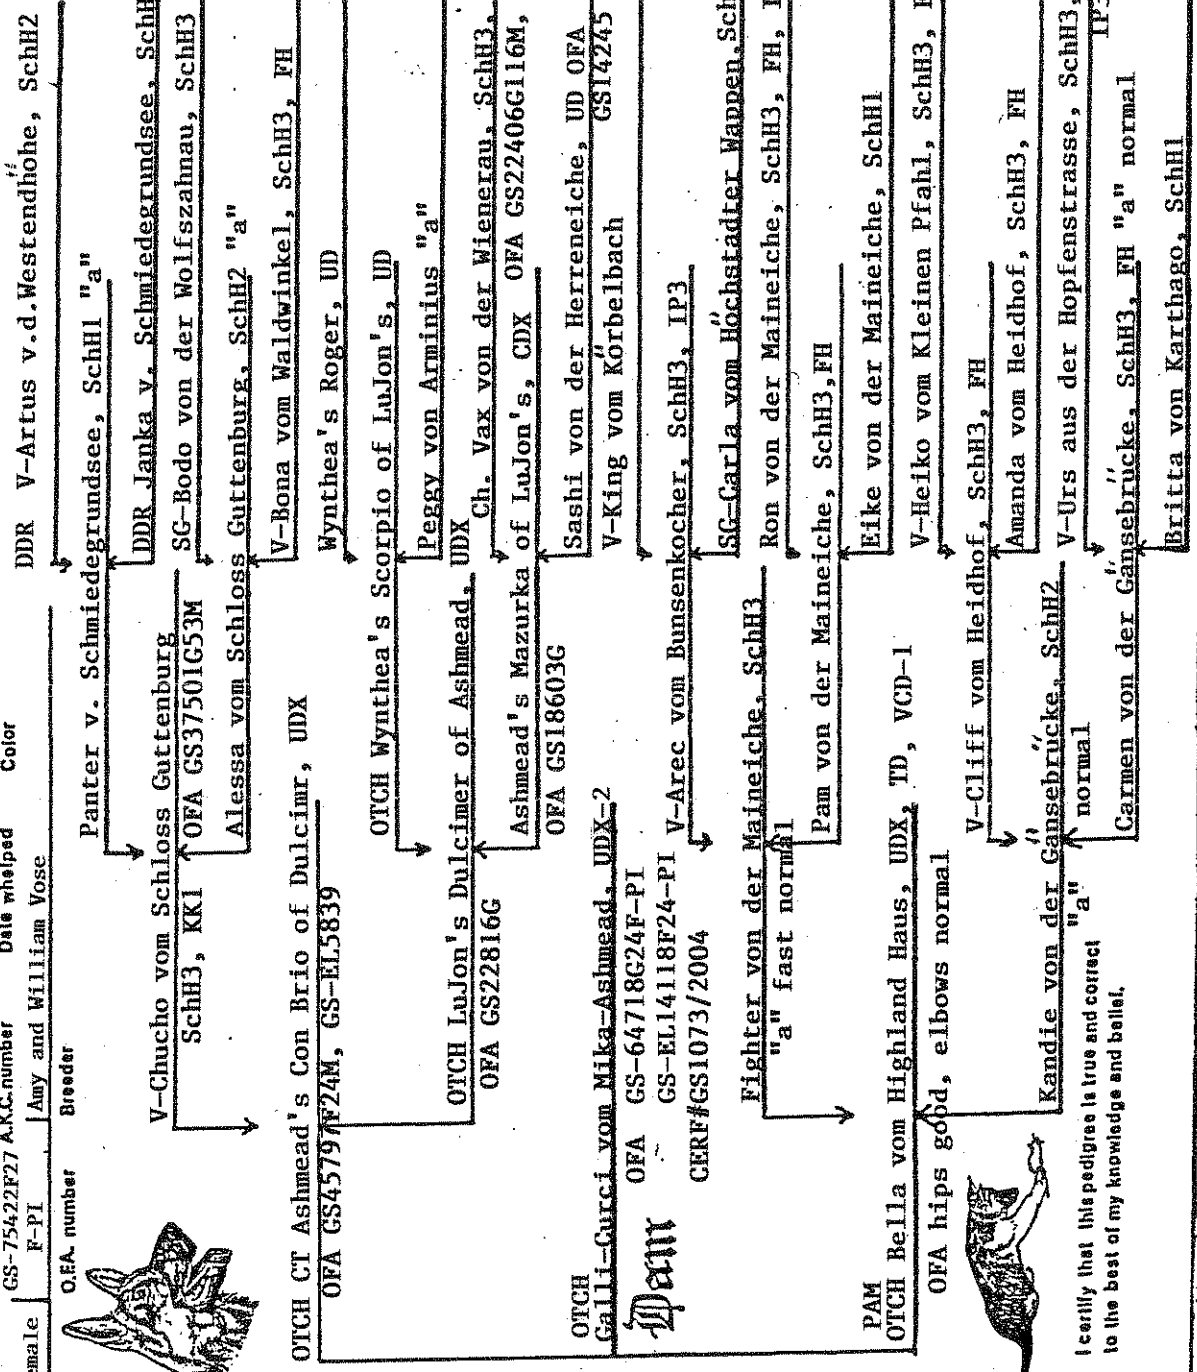 GS-75422F27 A.K.C. number Date whelped Color
F-PI Amy and William Vose
O.F.A. number Breeder
DDR V-Artus v.d.Westendhöhe, SchH2
Panter v. Schmiedegrundsee, SchH1 "a"
DDR Janka v. Schmiedegrundsee,
V-Chucho vom Schloss Guttenburg
SchH3, KK1 OFA GS37501G53M
SG-Bodo von der Wolfszahnau, SchH3
Alessa vom Schloss Guttenburg, SchH2 "a"
V-Bona vom Waldwinkel, SchH3, FH
OTCH CT Ashmead's Con Brio of Dulcimr, UDX
OFA GS45797F24M, GS-EL5839
Wynthea's Roger, UD
OTCH Wynthea's Scorpio of LuJon's, UD
Peggy von Arminius "a"
OTCH LuJon's Dulcimer of Ashmead, UDX
OFA GS22816G
Ch. Vax von der Wienerau, SchH3,
Ashmead's Mazurka of LuJon's, CDX OFA GS22406G116M,
OFA GS18603G
Sashi von der Herreneiche, UD OFA
GS14245
OTCH
Galli-Curci vom Mika-Ashmead, UDX-2
Dam
OFA GS-64718G24F-PI
GS-EL14118F24-PI
CERF#GS1073/2004
V-King vom Körbelbach
V-Arec vom Bunsenkocher, SchH3, IP3
SG-Carla vom Höchstädter Wappen,
Fighter von der Maineiche, SchH3
"a" fast normal
Ron von der Maineiche, SchH3, FH,
Pam von der Maineiche, SchH3,FH
Eike von der Maineiche, SchH1
PAM
OTCH Bella vom Highland Haus, UDX, TD, VCD-1
OFA hips good, elbows normal
V-Heiko vom Kleinen Pfahl, SchH3,
V-Cliff vom Heidhof, SchH3, FH
Amanda vom Heidhof, SchH3, FH
Kandie von der Gänsebrücke, SchH2
"a" normal
V-Urs aus der Hopfenstrasse, SchH3,
Carmen von der Gänsebrücke, SchH3, FH "a" normal
Britta von Karthago, SchH1
I certify that this pedigree is true and correct
to the best of my knowledge and belief.